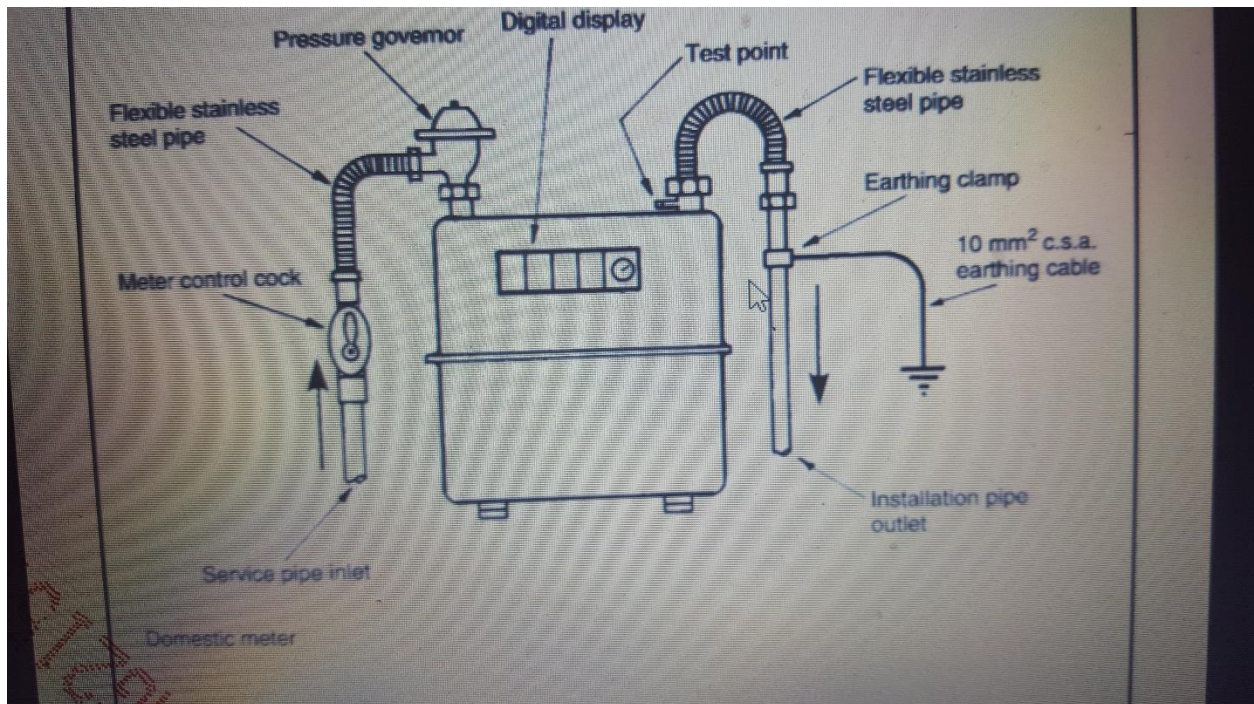 Digital display
Pressure governor
Test point
Flexible stainless
steel pipe
Flexible stainless
steel pipe
Earthing clamp
10 mm² c.s.a.
earthing cable
Meter control cock
Installation pipe
outlet
Service pipe inlet
Domestic meter